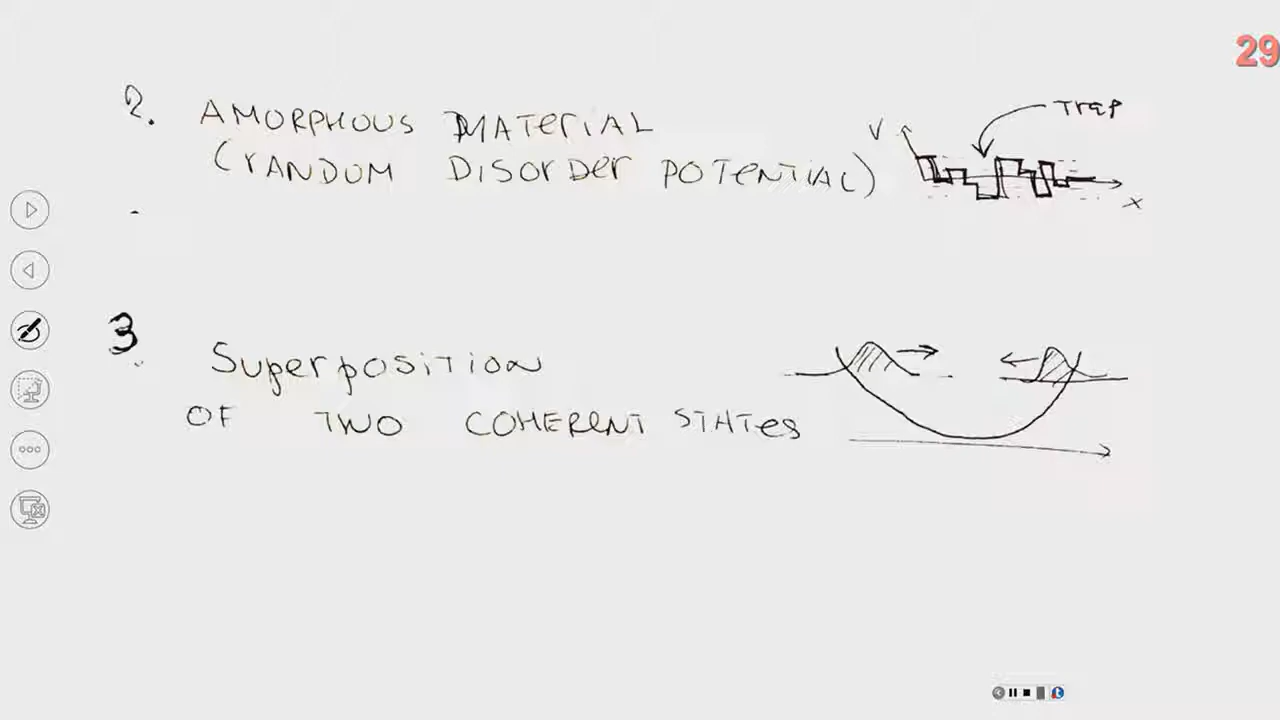 29
2. AMORPHOUS MATERIAL
(RANDOM DISORDER POTENTIAL)
V
Trap
x
3. Superposition
OF TWO COHERENT STATES